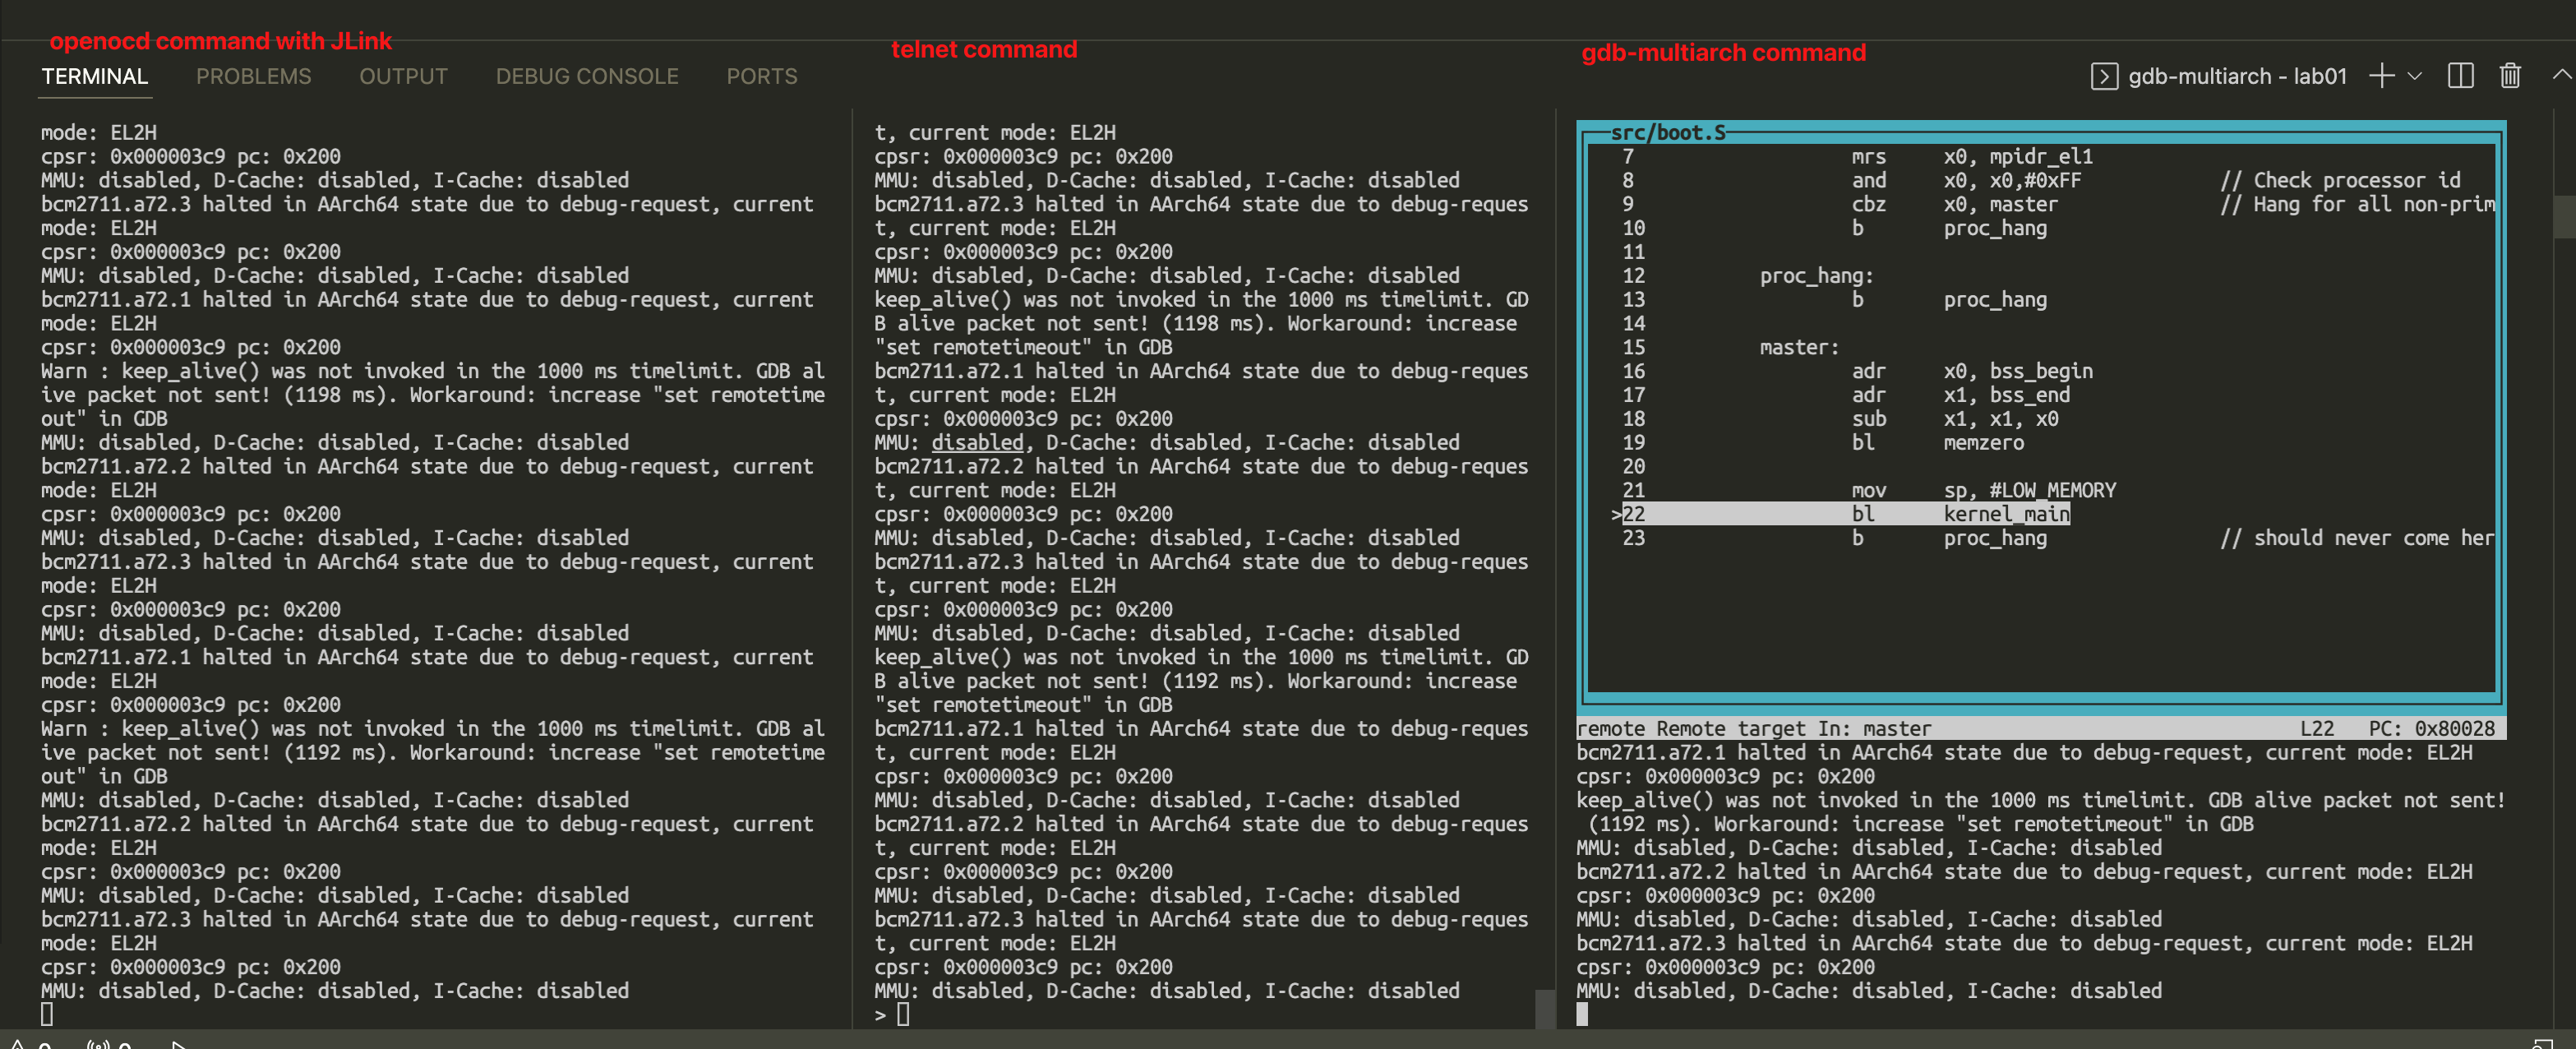 openocd command with JLink
telnet command
gdb-multiarch command
TERMINAL PROBLEMS OUTPUT DEBUG CONSOLE PORTS
gdb-multiarch - lab01
mode: EL2H
cpsr: 0x000003c9 pc: 0x200
MMU: disabled, D-Cache: disabled, I-Cache: disabled
bcm2711.a72.3 halted in AArch64 state due to debug-request, current
mode: EL2H
cpsr: 0x000003c9 pc: 0x200
MMU: disabled, D-Cache: disabled, I-Cache: disabled
bcm2711.a72.1 halted in AArch64 state due to debug-request, current
mode: EL2H
cpsr: 0x000003c9 pc: 0x200
Warn : keep_alive() was not invoked in the 1000 ms timelimit. GDB al
ive packet not sent! (1198 ms). Workaround: increase "set remotetime
out" in GDB
MMU: disabled, D-Cache: disabled, I-Cache: disabled
bcm2711.a72.2 halted in AArch64 state due to debug-request, current
mode: EL2H
cpsr: 0x000003c9 pc: 0x200
MMU: disabled, D-Cache: disabled, I-Cache: disabled
bcm2711.a72.3 halted in AArch64 state due to debug-request, current
mode: EL2H
cpsr: 0x000003c9 pc: 0x200
MMU: disabled, D-Cache: disabled, I-Cache: disabled
bcm2711.a72.1 halted in AArch64 state due to debug-request, current
mode: EL2H
cpsr: 0x000003c9 pc: 0x200
Warn : keep_alive() was not invoked in the 1000 ms timelimit. GDB al
ive packet not sent! (1192 ms). Workaround: increase "set remotetime
out" in GDB
MMU: disabled, D-Cache: disabled, I-Cache: disabled
bcm2711.a72.2 halted in AArch64 state due to debug-request, current
mode: EL2H
cpsr: 0x000003c9 pc: 0x200
MMU: disabled, D-Cache: disabled, I-Cache: disabled
bcm2711.a72.3 halted in AArch64 state due to debug-request, current
mode: EL2H
cpsr: 0x000003c9 pc: 0x200
MMU: disabled, D-Cache: disabled, I-Cache: disabled
t, current mode: EL2H
cpsr: 0x000003c9 pc: 0x200
MMU: disabled, D-Cache: disabled, I-Cache: disabled
bcm2711.a72.3 halted in AArch64 state due to debug-reques
t, current mode: EL2H
cpsr: 0x000003c9 pc: 0x200
MMU: disabled, D-Cache: disabled, I-Cache: disabled
keep_alive() was not invoked in the 1000 ms timelimit. GD
B alive packet not sent! (1198 ms). Workaround: increase
"set remotetimeout" in GDB
bcm2711.a72.1 halted in AArch64 state due to debug-reques
t, current mode: EL2H
cpsr: 0x000003c9 pc: 0x200
MMU: disabled, D-Cache: disabled, I-Cache: disabled
bcm2711.a72.2 halted in AArch64 state due to debug-reques
t, current mode: EL2H
cpsr: 0x000003c9 pc: 0x200
MMU: disabled, D-Cache: disabled, I-Cache: disabled
bcm2711.a72.3 halted in AArch64 state due to debug-reques
t, current mode: EL2H
cpsr: 0x000003c9 pc: 0x200
MMU: disabled, D-Cache: disabled, I-Cache: disabled
keep_alive() was not invoked in the 1000 ms timelimit. GD
B alive packet not sent! (1192 ms). Workaround: increase
"set remotetimeout" in GDB
bcm2711.a72.1 halted in AArch64 state due to debug-reques
t, current mode: EL2H
cpsr: 0x000003c9 pc: 0x200
MMU: disabled, D-Cache: disabled, I-Cache: disabled
bcm2711.a72.2 halted in AArch64 state due to debug-reques
t, current mode: EL2H
cpsr: 0x000003c9 pc: 0x200
MMU: disabled, D-Cache: disabled, I-Cache: disabled
bcm2711.a72.3 halted in AArch64 state due to debug-reques
t, current mode: EL2H
cpsr: 0x000003c9 pc: 0x200
MMU: disabled, D-Cache: disabled, I-Cache: disabled
>
src/boot.S
7 mrs x0, mpidr_el1
8 and x0, x0,#0xFF // Check processor id
9 cbz x0, master // Hang for all non-prim
10 b proc_hang
11
12 proc_hang:
13 b proc_hang
14
15 master:
16 adr x0, bss_begin
17 adr x1, bss_end
18 sub x1, x1, x0
19 bl memzero
20
21 mov sp, #LOW_MEMORY
>22 bl kernel_main
23 b proc_hang // should never come her
remote Remote target In: master L22 PC: 0x80028
bcm2711.a72.1 halted in AArch64 state due to debug-request, current mode: EL2H
cpsr: 0x000003c9 pc: 0x200
keep_alive() was not invoked in the 1000 ms timelimit. GDB alive packet not sent!
(1192 ms). Workaround: increase "set remotetimeout" in GDB
MMU: disabled, D-Cache: disabled, I-Cache: disabled
bcm2711.a72.2 halted in AArch64 state due to debug-request, current mode: EL2H
cpsr: 0x000003c9 pc: 0x200
MMU: disabled, D-Cache: disabled, I-Cache: disabled
bcm2711.a72.3 halted in AArch64 state due to debug-request, current mode: EL2H
cpsr: 0x000003c9 pc: 0x200
MMU: disabled, D-Cache: disabled, I-Cache: disabled